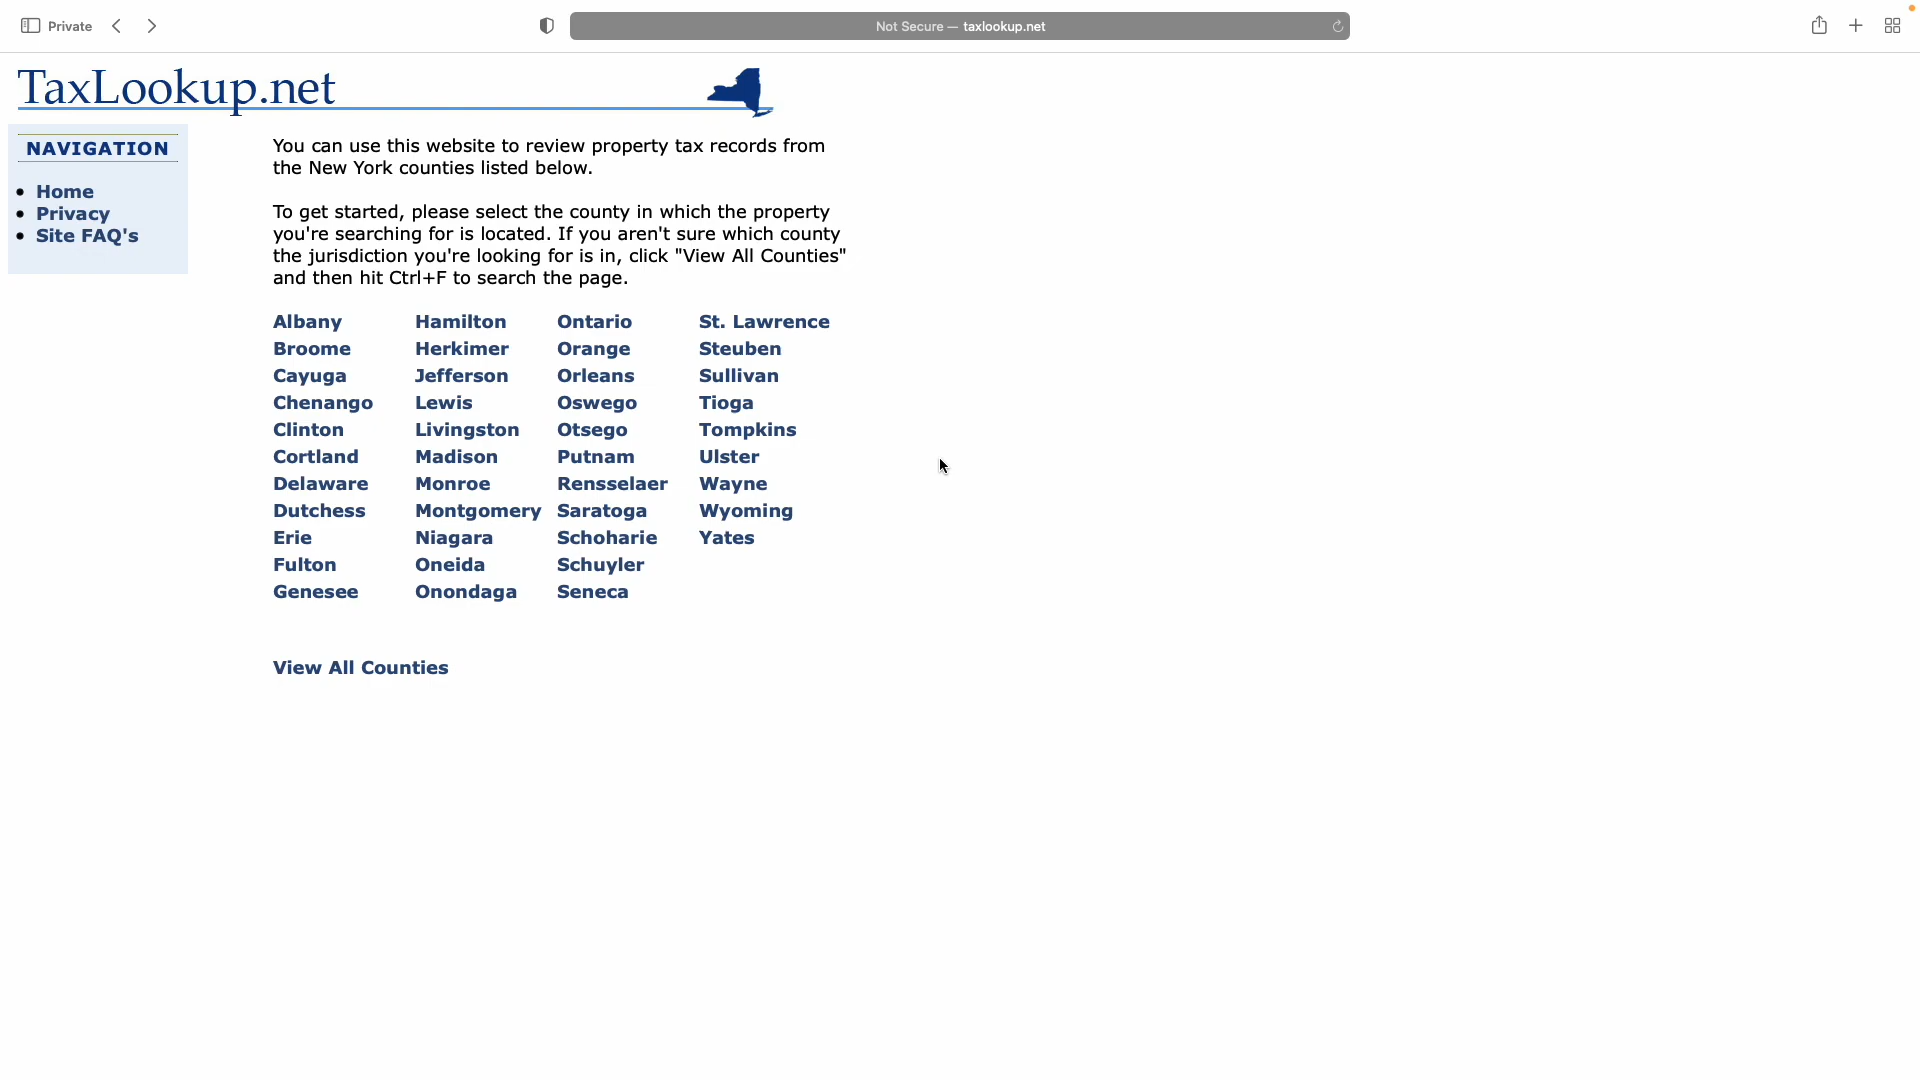 Private
Not Secure — taxlookup.net
TaxLookup.net
NAVIGATION
Home
Privacy
Site FAQ's
You can use this website to review property tax records from
the New York counties listed below.
To get started, please select the county in which the property
you're searching for is located. If you aren't sure which county
the jurisdiction you're looking for is in, click "View All Counties"
and then hit Ctrl+F to search the page.
Albany Hamilton Ontario St. Lawrence
Broome Herkimer Orange Steuben
Cayuga Jefferson Orleans Sullivan
Chenango Lewis Oswego Tioga
Clinton Livingston Otsego Tompkins
Cortland Madison Putnam Ulster
Delaware Monroe Rensselaer Wayne
Dutchess Montgomery Saratoga Wyoming
Erie Niagara Schoharie Yates
Fulton Oneida Schuyler
Genesee Onondaga Seneca
View All Counties